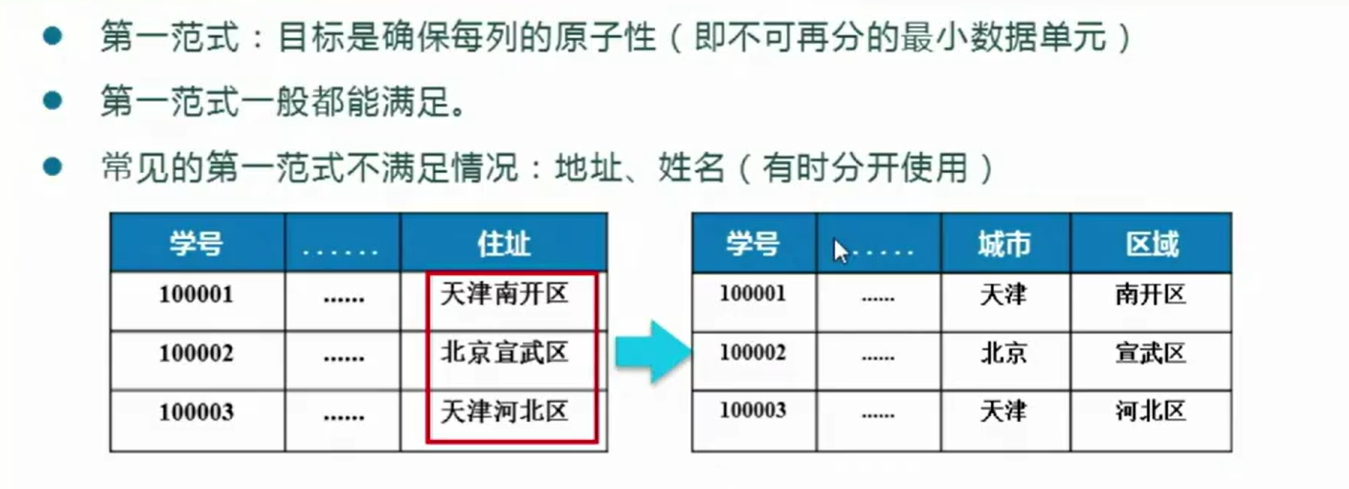 第一范式：目标是确保每列的原子性（即不可再分的最小数据单元）
第一范式一般都能满足。
常见的第一范式不满足情况：地址、姓名（有时分开使用）
学号 ...... 住址
100001 ...... 天津南开区
100002 ...... 北京宣武区
100003 ...... 天津河北区
学号 ...... 城市 区域
100001 ...... 天津 南开区
100002 ...... 北京 宣武区
100003 ...... 天津 河北区